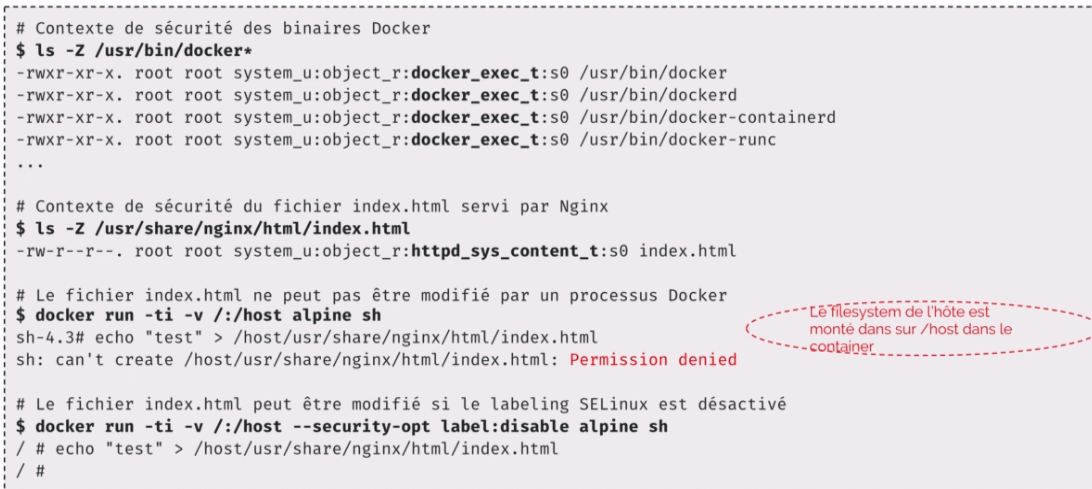 # Contexte de sécurité des binaires Docker
$ ls -Z /usr/bin/docker*
-rwxr-xr-x. root root system_u:object_r:docker_exec_t:s0 /usr/bin/docker
-rwxr-xr-x. root root system_u:object_r:docker_exec_t:s0 /usr/bin/dockerd
-rwxr-xr-x. root root system_u:object_r:docker_exec_t:s0 /usr/bin/docker-containerd
-rwxr-xr-x. root root system_u:object_r:docker_exec_t:s0 /usr/bin/docker-runc
...
# Contexte de sécurité du fichier index.html servi par Nginx
$ ls -Z /usr/share/nginx/html/index.html
-rw-r--r--. root root system_u:object_r:httpd_sys_content_t:s0 index.html
# Le fichier index.html ne peut pas être modifié par un processus Docker
$ docker run -ti -v /:/host alpine sh
sh-4.3# echo "test" > /host/usr/share/nginx/html/index.html
sh: can't create /host/usr/share/nginx/html/index.html: Permission denied
Le filesystem de l'hôte est
monté dans sur /host dans le
container
# Le fichier index.html peut être modifié si le labeling SELinux est désactivé
$ docker run -ti -v /:/host --security-opt label:disable alpine sh
/ # echo "test" > /host/usr/share/nginx/html/index.html
/ #